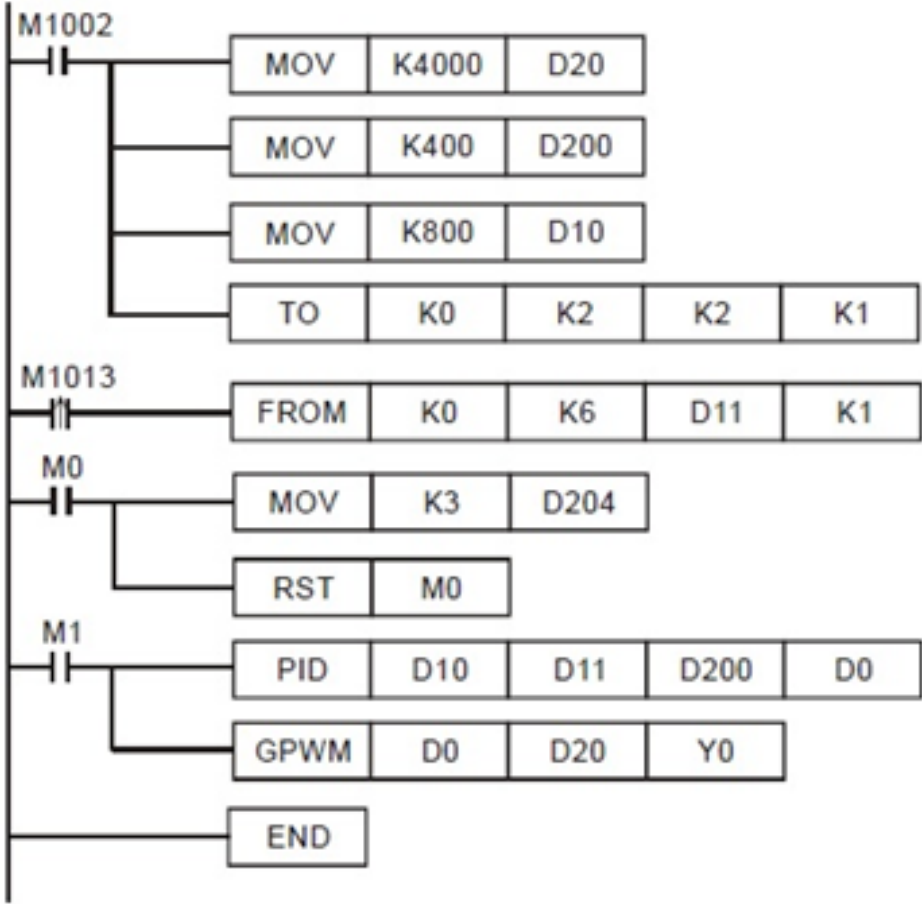 M1002
MOV K4000 D20
MOV K400 D200
MOV K800 D10
TO K0 K2 K2 K1
M1013
FROM K0 K6 D11 K1
M0
MOV K3 D204
RST M0
M1
PID D10 D11 D200 D0
GPWM D0 D20 Y0
END